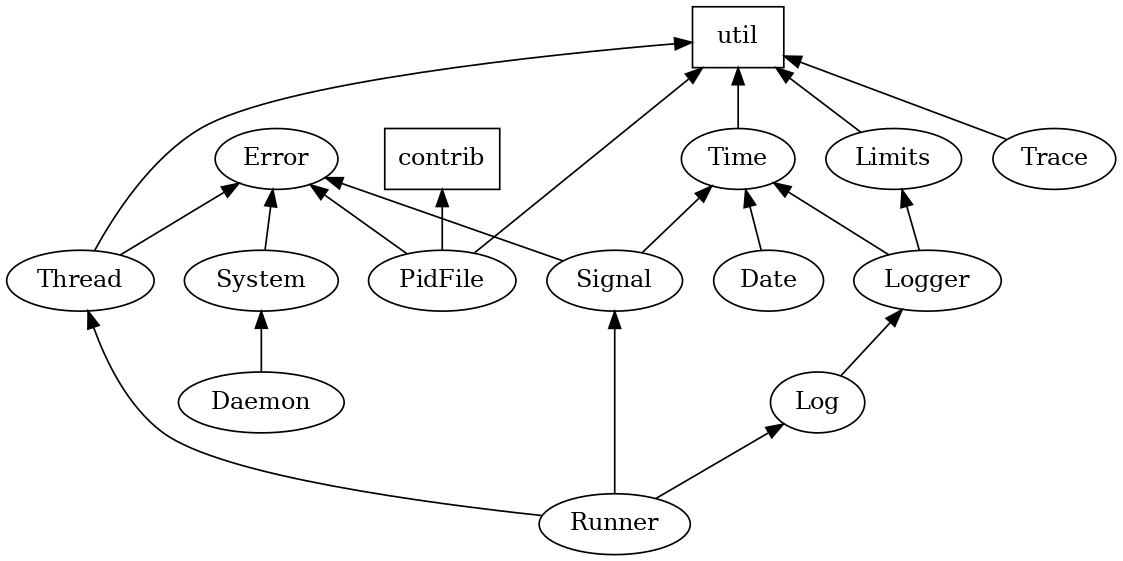 util
Error
contrib
Time
Limits
Trace
Thread
System
PidFile
Signal
Date
Logger
Daemon
Log
Runner